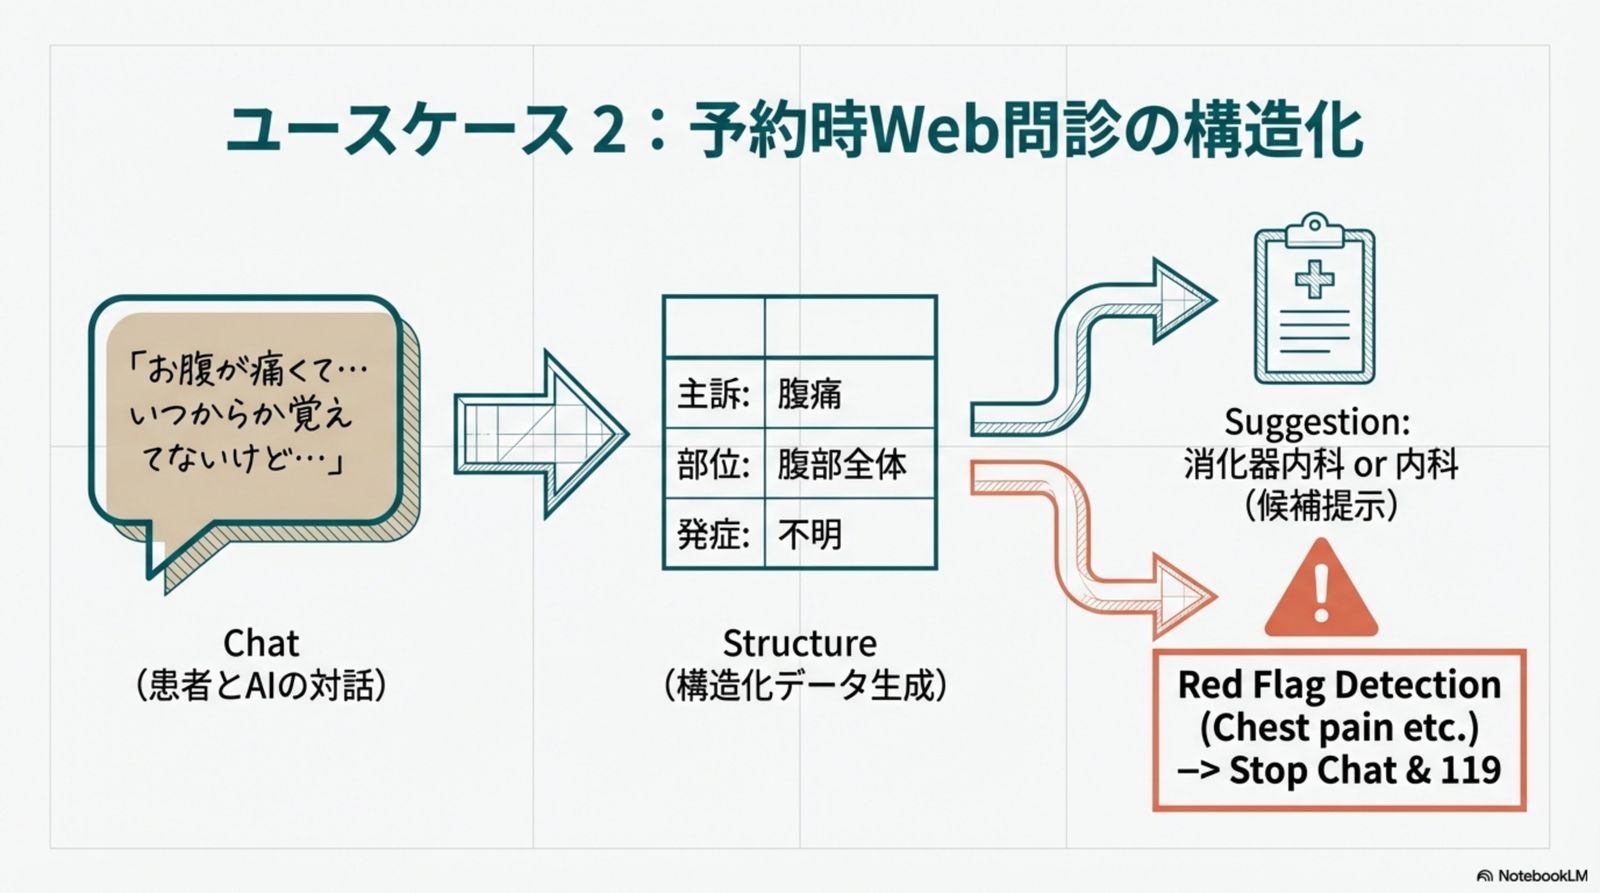 ユースケース 2：予約時Web問診の構造化
「お腹が痛くて…
いつからか覚え
てないけど…」
Chat
（患者とAIの対話）
主訴: 腹痛
部位: 腹部全体
発症: 不明
Structure
（構造化データ生成）
Suggestion:
消化器内科 or 内科
（候補提示）
Red Flag Detection
(Chest pain etc.)
–> Stop Chat & 119
NotebookLM